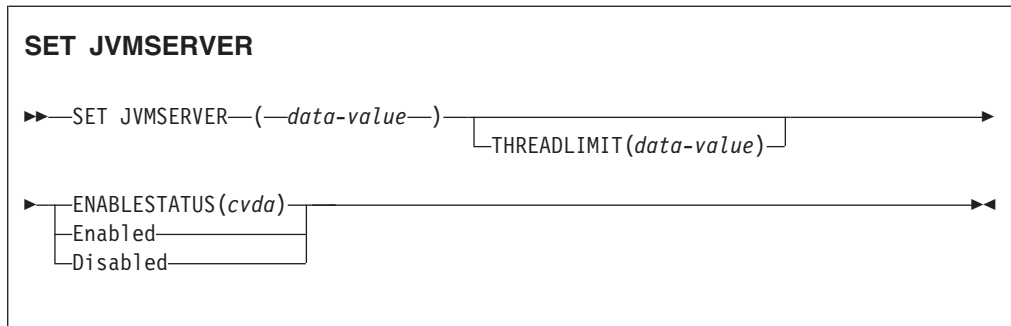 SET JVMSERVER
SET JVMSERVER ( data-value )
THREADLIMIT(data-value)
ENABLESTATUS(cvda)
Enabled
Disabled